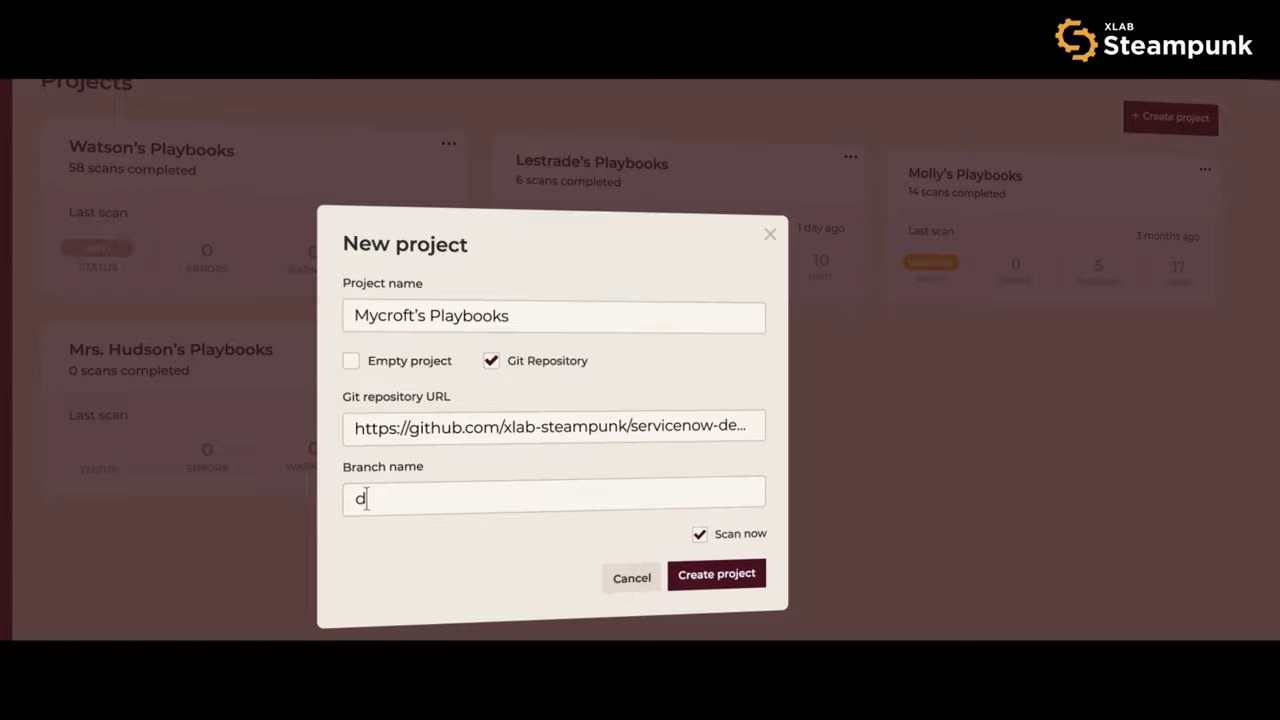 XLAB
Steampunk
Projects
+ Create project
Watson's Playbooks
58 scans completed
Last scan
0
STATUS
ERRORS
Lestrade's Playbooks
6 scans completed
1 day ago
10
Molly's Playbooks
14 scans completed
Last scan
3 months ago
0
5
17
Mrs. Hudson's Playbooks
0 scans completed
Last scan
0
STATUS
ERRORS
New project
Project name
Mycroft's Playbooks
Empty project
Git Repository
Git repository URL
https://github.com/xlab-steampunk/servicenow-de...
Branch name
d
Scan now
Cancel
Create project